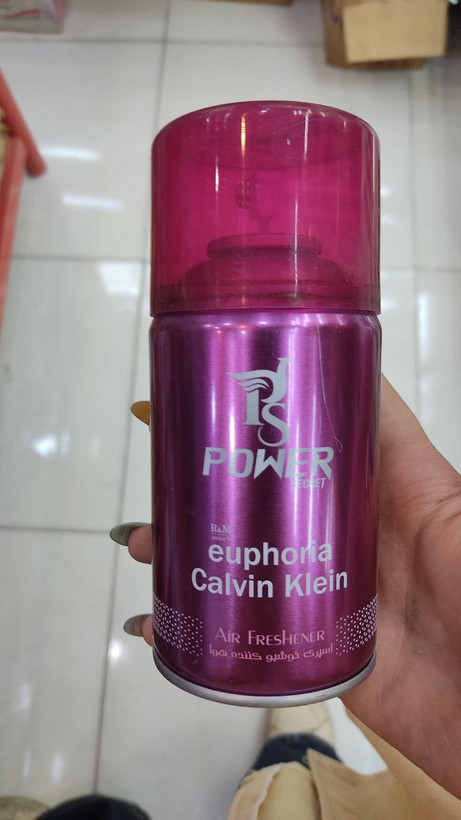 PS
POWER
SECRET
R&M
euphoria
Calvin Klein
AIR FRESHENER
اسپری خوشبو کننده هوا